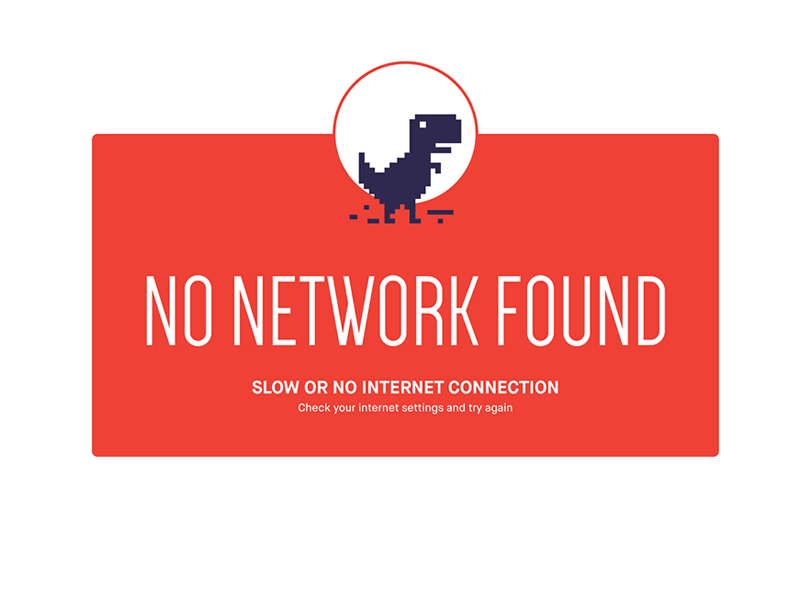 NO NETWORK FOUND
SLOW OR NO INTERNET CONNECTION
Check your internet settings and try again